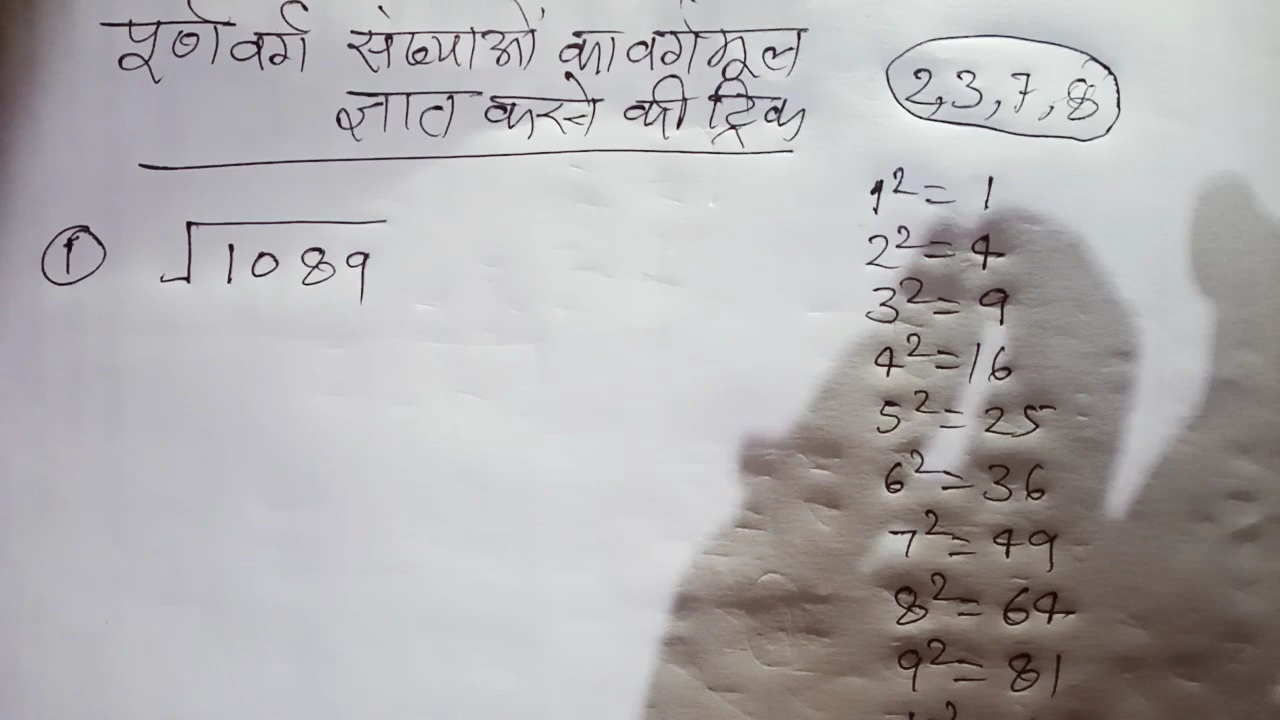 पूर्णवर्ग संख्याओं का वर्गमूल
ज्ञात करने की ट्रिक
2,3,7,8
① √1089
1² = 1
2² = 4
3² = 9
4² = 16
5² = 25
6² = 36
7² = 49
8² = 64
9² = 81